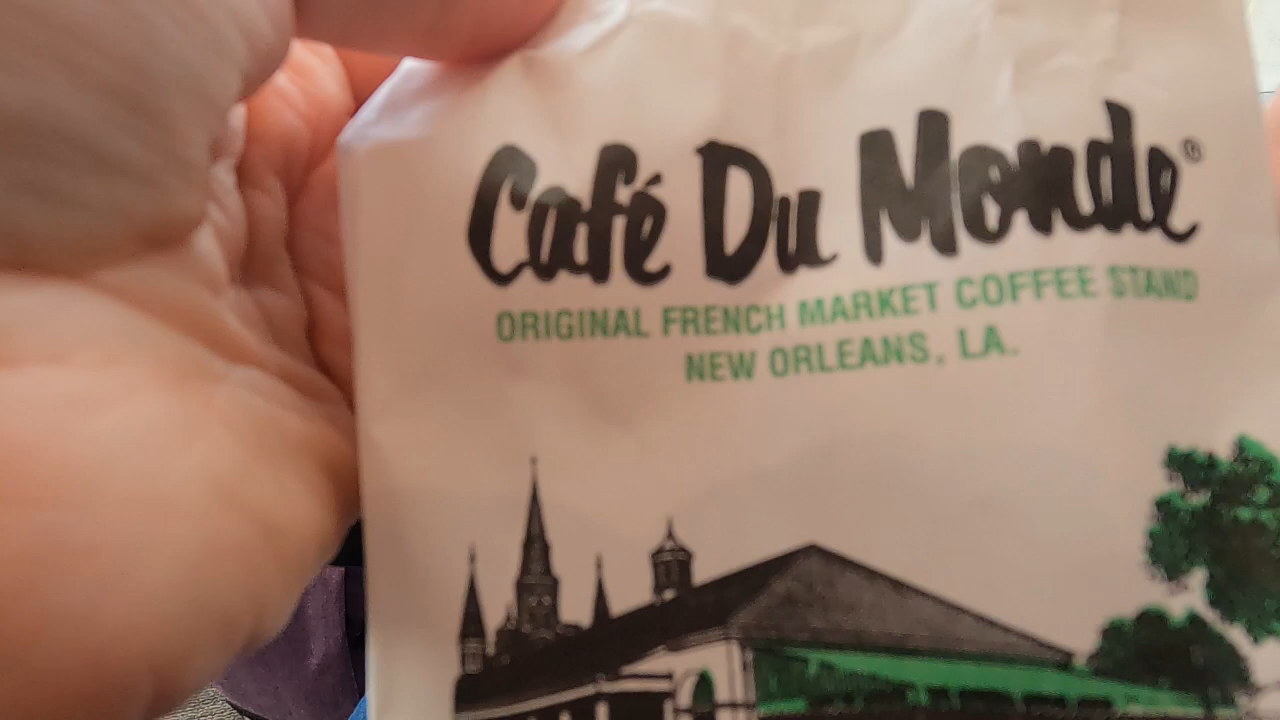 Café Du Monde®
ORIGINAL FRENCH MARKET COFFEE STAND
NEW ORLEANS, LA.